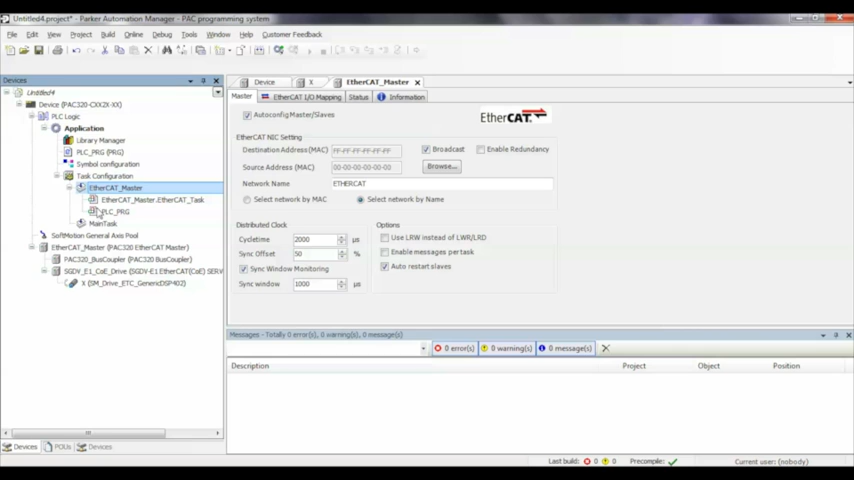 Untitled4.project* - Parker Automation Manager - PAC programming system
File Edit View Project Build Online Debug Tools Window Help Customer Feedback
Devices
Untitled4
Device (PAC320-CXX2X-XX)
PLC Logic
Application
Library Manager
PLC_PRG (PRG)
Symbol configuration
Task Configuration
EtherCAT_Master
EtherCAT_Master.EtherCAT_Task
PLC_PRG
MainTask
SoftMotion General Axis Pool
EtherCAT_Master (PAC320 EtherCAT Master)
PAC320_BusCoupler (PAC320 BusCoupler)
SGDV_E1_CoE_Drive (SGDV-E1 EtherCAT(CoE) SERV
X (SM_Drive_ETC_GenericDSP402)
Devices POUs Devices
Device X EtherCAT_Master
Master EtherCAT I/O Mapping Status Information
Autoconfig Master/Slaves
EtherCAT
EtherCAT NIC Setting
Destination Address (MAC) FF-FF-FF-FF-FF-FF Broadcast Enable Redundancy
Source Address (MAC) 00-00-00-00-00-00 Browse...
Network Name ETHERCAT
Select network by MAC Select network by Name
Distributed Clock
Cycletime 2000 µs
Sync Offset 50 %
Sync Window Monitoring
Sync window 1000 µs
Options
Use LRW instead of LWR/LRD
Enable messages per task
Auto restart slaves
Messages - Totally 0 error(s), 0 warning(s), 0 message(s)
0 error(s) 0 warning(s) 0 message(s)
Description Project Object Position
Last build: 0 0 Precompile: Current user: (nobody)